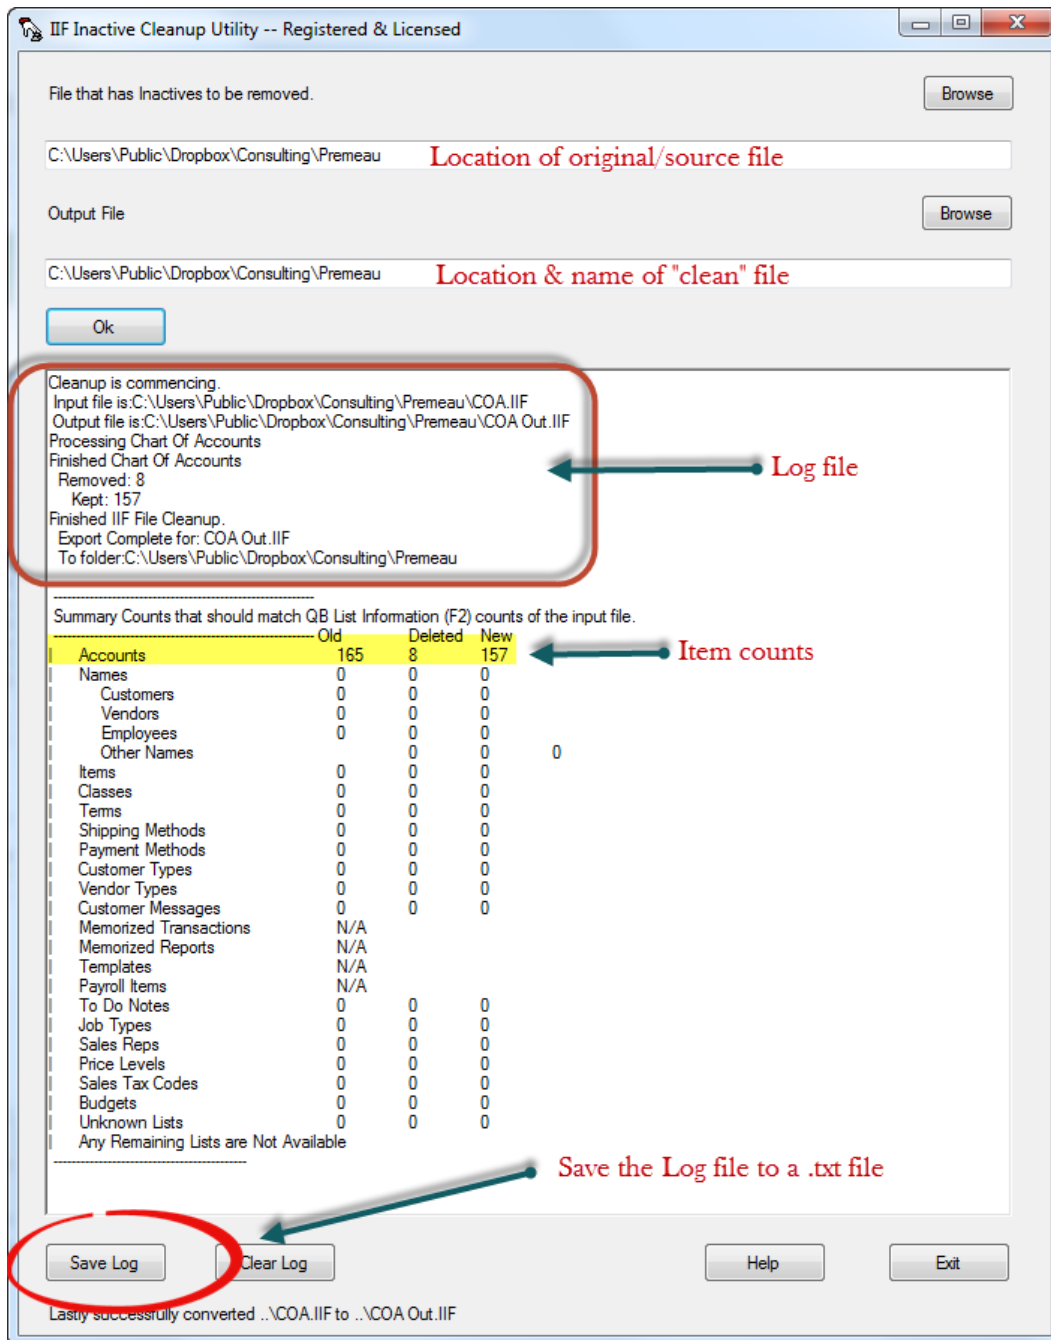 IIF Inactive Cleanup Utility -- Registered & Licensed
File that has Inactives to be removed.
Browse
C:\Users\Public\Dropbox\Consulting\Premeau Location of original/source file
Output File
Browse
C:\Users\Public\Dropbox\Consulting\Premeau Location & name of "clean" file
Ok
Cleanup is commencing.
Input file is:C:\Users\Public\Dropbox\Consulting\Premeau\COA.IIF
Output file is:C:\Users\Public\Dropbox\Consulting\Premeau\COA Out.IIF
Processing Chart Of Accounts
Finished Chart Of Accounts
Log file
Removed: 8
Kept: 157
Finished IIF File Cleanup.
Export Complete for: COA Out.IIF
To folder:C:\Users\Public\Dropbox\Consulting\Premeau
Summary Counts that should match QB List Information (F2) counts of the input file.
Old Deleted New
| Accounts 165 8 157 Item counts
| Names 0 0 0
| Customers 0 0 0
| Vendors 0 0 0
| Employees 0 0 0
| Other Names 0 0 0
| Items 0 0 0
| Classes 0 0 0
| Terms 0 0 0
| Shipping Methods 0 0 0
| Payment Methods 0 0 0
| Customer Types 0 0 0
| Vendor Types 0 0 0
| Customer Messages 0 0 0
| Memorized Transactions N/A
| Memorized Reports N/A
| Templates N/A
| Payroll Items N/A
| To Do Notes 0 0 0
| Job Types 0 0 0
| Sales Reps 0 0 0
| Price Levels 0 0 0
| Sales Tax Codes 0 0 0
| Budgets 0 0 0
| Unknown Lists 0 0 0
| Any Remaining Lists are Not Available
Save the Log file to a .txt file
Save Log Clear Log Help Exit
Lastly successfully converted ..\COA.IIF to ..\COA Out.IIF